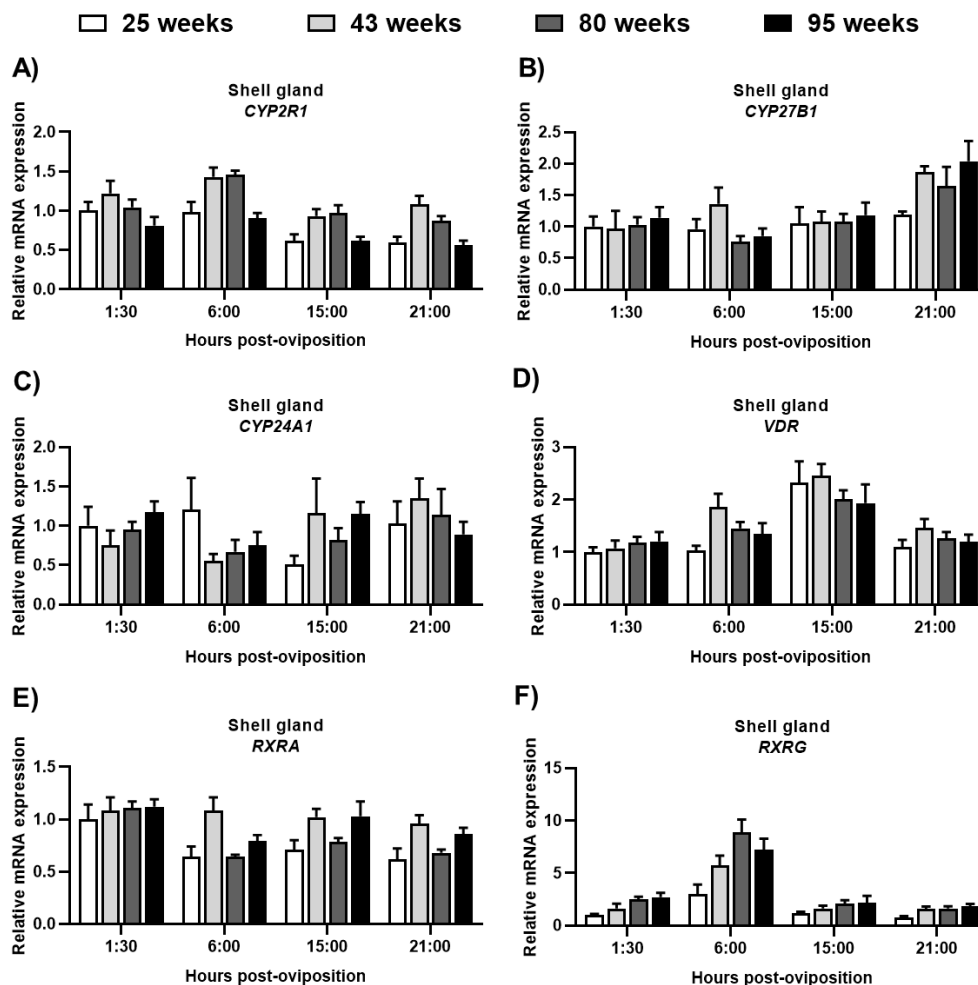 25 weeks 43 weeks 80 weeks 95 weeks
A)
Shell gland
CYP2R1
Relative mRNA expression
2.0
1.5
1.0
0.5
0.0
1:30 6:00 15:00 21:00
Hours post-oviposition
B)
Shell gland
CYP27B1
Relative mRNA expression
2.5
2.0
1.5
1.0
0.5
0.0
1:30 6:00 15:00 21:00
Hours post-oviposition
C)
Shell gland
CYP24A1
Relative mRNA expression
2.0
1.5
1.0
0.5
0.0
1:30 6:00 15:00 21:00
Hours post-oviposition
D)
Shell gland
VDR
Relative mRNA expression
3
2
1
0
1:30 6:00 15:00 21:00
Hours post-oviposition
E)
Shell gland
RXRA
Relative mRNA expression
1.5
1.0
0.5
0.0
1:30 6:00 15:00 21:00
Hours post-oviposition
F)
Shell gland
RXRG
Relative mRNA expression
15
10
5
0
1:30 6:00 15:00 21:00
Hours post-oviposition